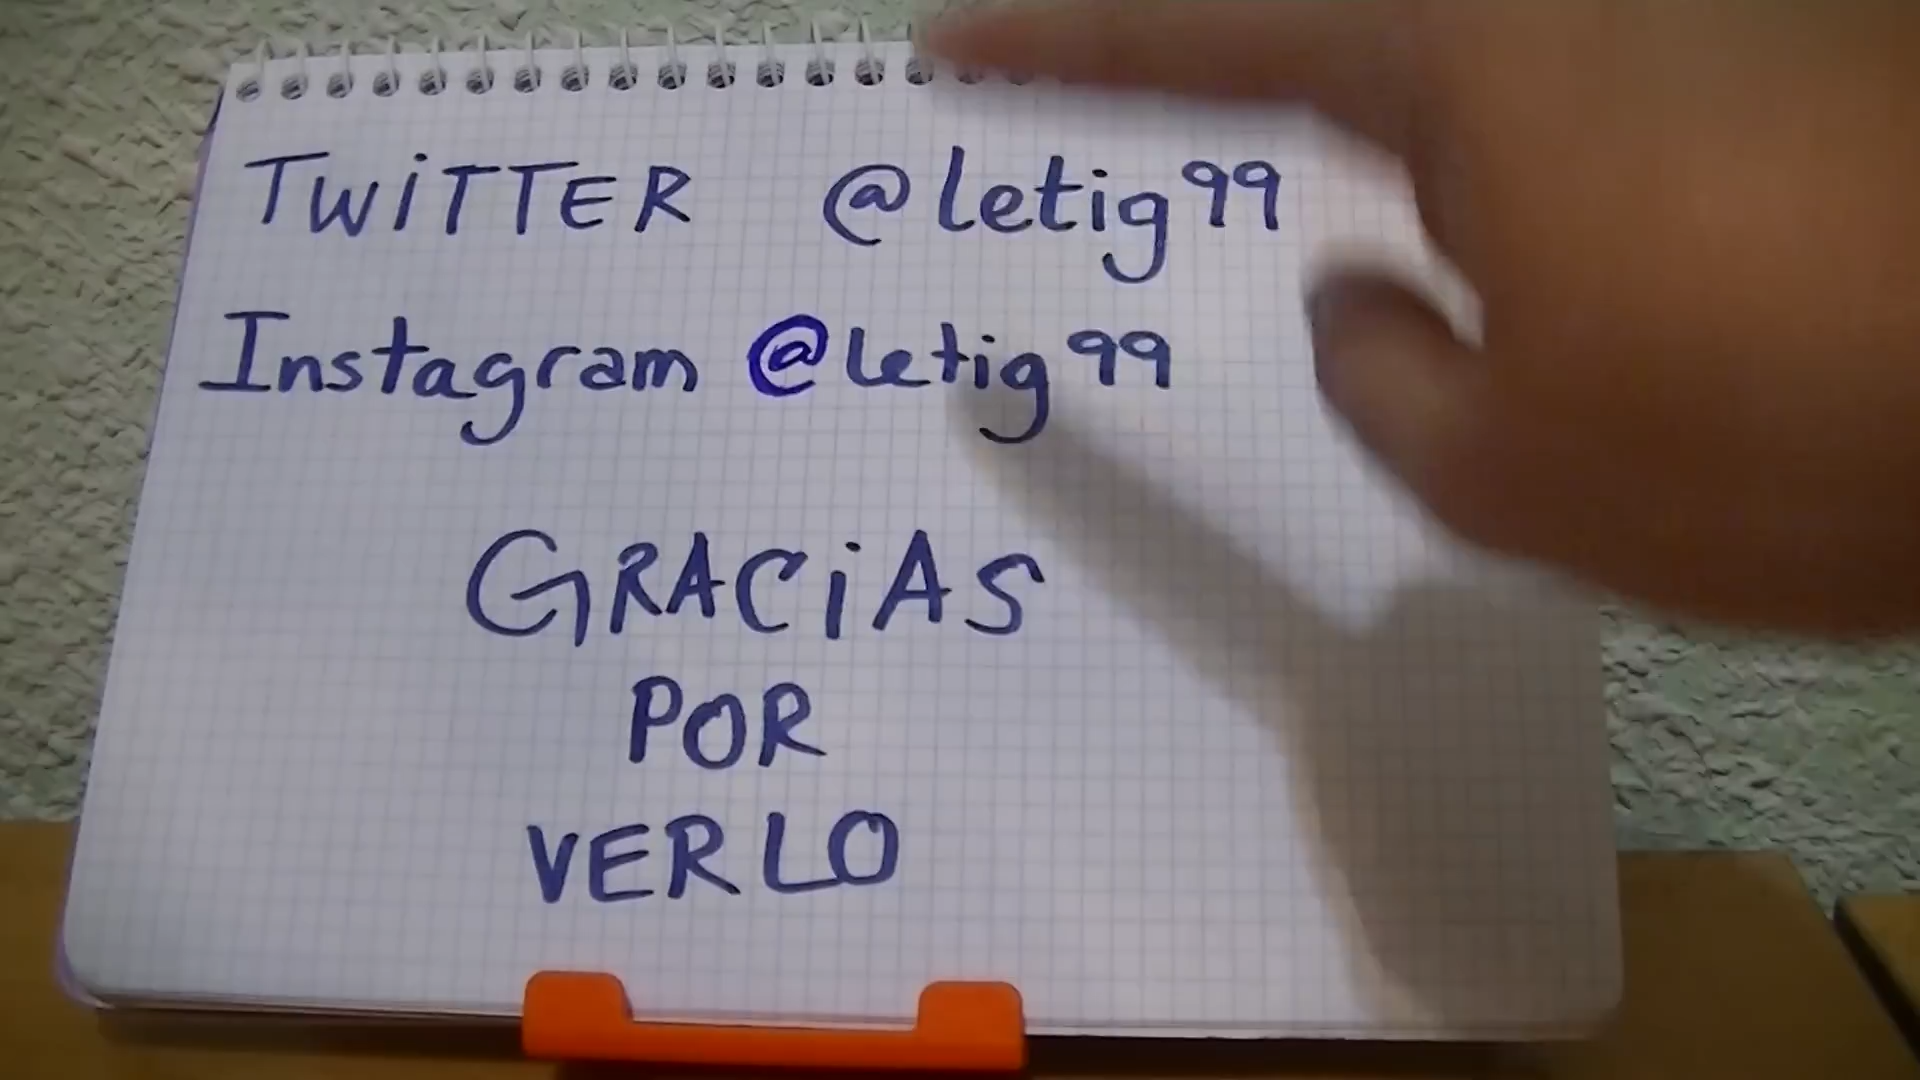 TWiTTER @letig99
Instagram @letig99
GRACiAS
POR
VERLO